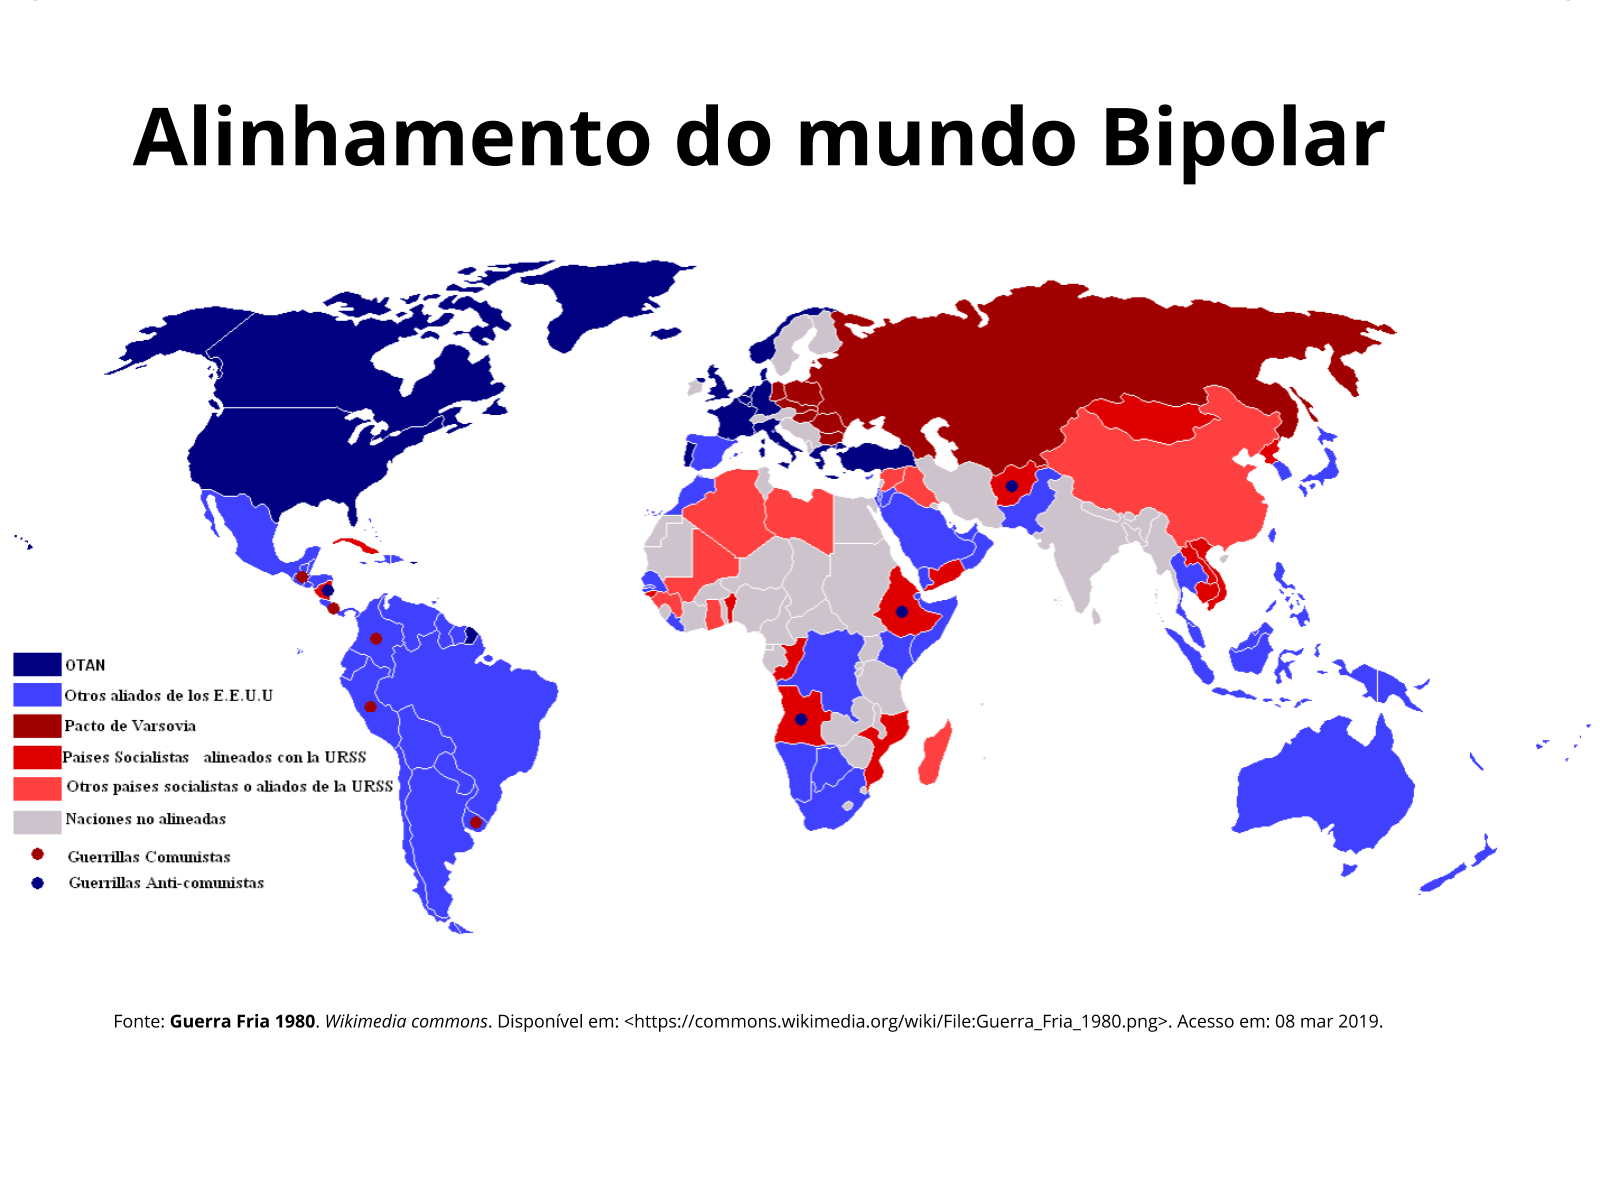 Alinhamento do mundo Bipolar
OTAN
Otros aliados de los E.E.U.U
Pacto de Varsovia
Paises Socialistas alineados con la URSS
Otros paises socialistas o aliados de la URSS
Naciones no alineadas
Guerrillas Comunistas
Guerrillas Anti-comunistas
Fonte: Guerra Fria 1980. Wikimedia commons. Disponível em: <https://commons.wikimedia.org/wiki/File:Guerra_Fria_1980.png>. Acesso em: 08 mar 2019.